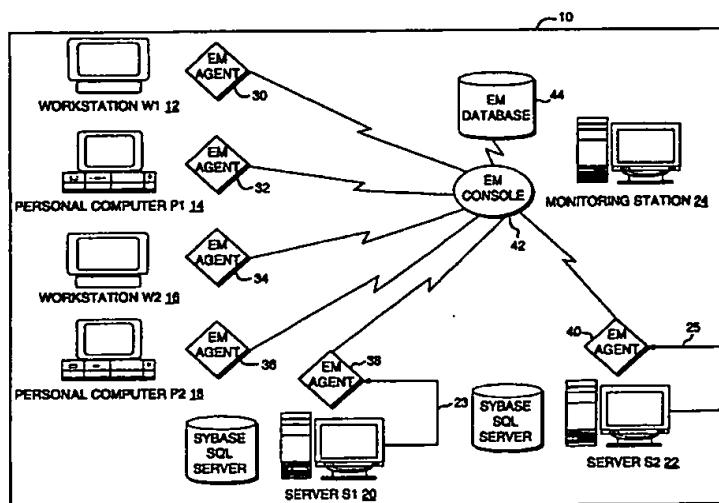 10
EM
AGENT
30
WORKSTATION W1 12
EM
DATABASE
44
EM
AGENT
32
PERSONAL COMPUTER P1 14
EM
CONSOLE
42
MONITORING STATION 24
EM
AGENT
34
WORKSTATION W2 16
EM
AGENT
36
PERSONAL COMPUTER P2 18
EM
AGENT
38
40
EM
AGENT
25
23
SYBASE
SQL
SERVER
SERVER S1 20
SYBASE
SQL
SERVER
SERVER S2 22